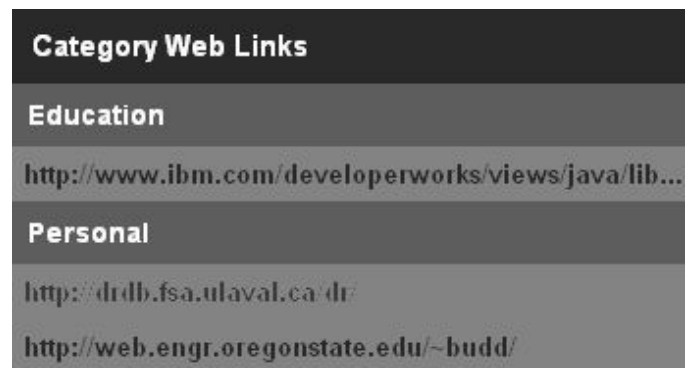 Category Web Links
Education
http://www.ibm.com/developerworks/views/java/lib...
Personal
http://drdb.fsa.ulaval.ca/dr/
http://web.engr.oregonstate.edu/~budd/